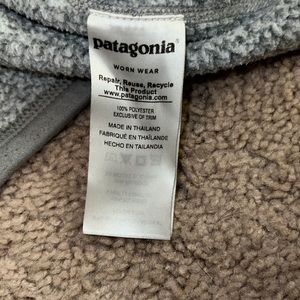 patagonia
WORN WEAR
Repair, Reuse, Recycle
This Product
www.patagonia.com
100% POLYESTER
EXCLUSIVE OF TRIM
MADE IN THAILAND
FABRIQUÉ EN THAÏLANDE
HECHO EN TAILANDIA